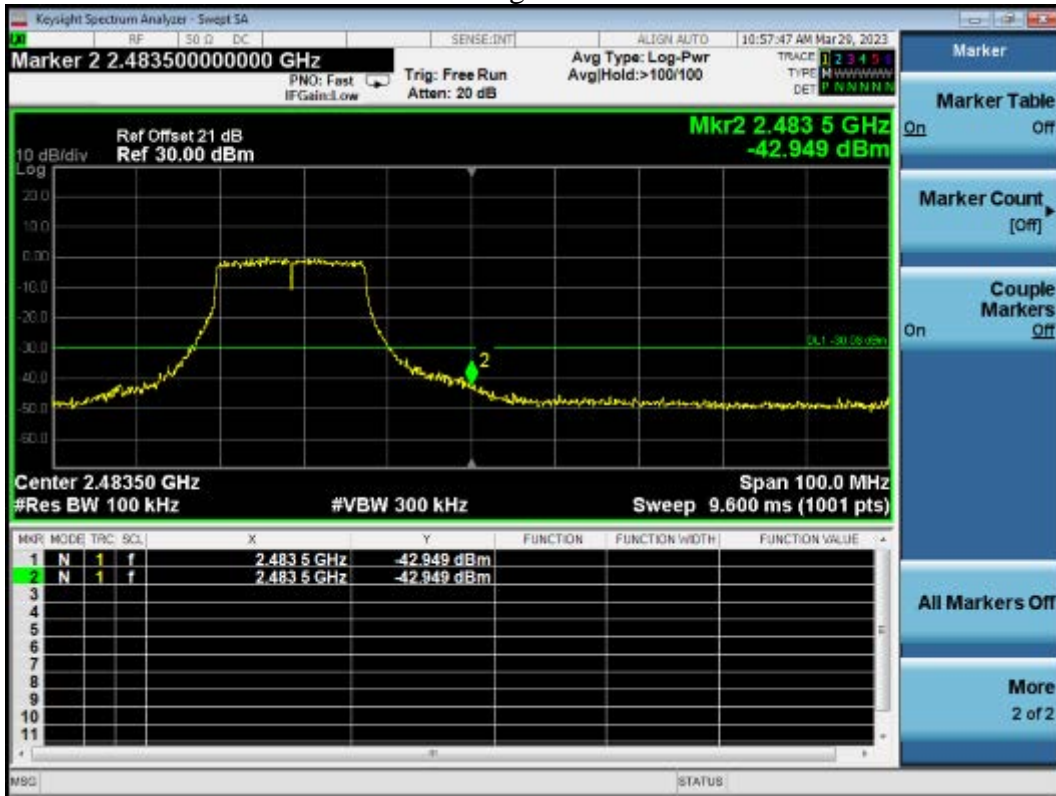 Keysight Spectrum Analyzer - Swept SA
RF 50 Ω DC SENSE:INT ALIGN AUTO 10:57:47 AM Mar 29, 2023
Marker 2 2.483500000000 GHz
PNO: Fast
IFGain:Low
Trig: Free Run
Atten: 20 dB
Avg Type: Log-Pwr
Avg|Hold:>100/100
TRACE 1 2 3 4 5 6
TYPE M WWWWW
DET P N N N N N
Ref Offset 21 dB
10 dB/div Ref 30.00 dBm
Log
Mkr2 2.483 5 GHz
-42.949 dBm
20.0
10.0
0.00
-10.0
-20.0
-30.0
-40.0
-50.0
-60.0
2
Center 2.48350 GHz
#Res BW 100 kHz
#VBW 300 kHz
Span 100.0 MHz
Sweep 9.600 ms (1001 pts)
MKR MODE TRC SCL X Y FUNCTION FUNCTION WIDTH FUNCTION VALUE
1 N 1 f 2.483 5 GHz -42.949 dBm
2 N 1 f 2.483 5 GHz -42.949 dBm
3
4
5
6
7
8
9
10
11
MSG STATUS
Marker
Marker Table
On Off
Marker Count
[Off]
Couple
Markers
On Off
All Markers Off
More
2 of 2